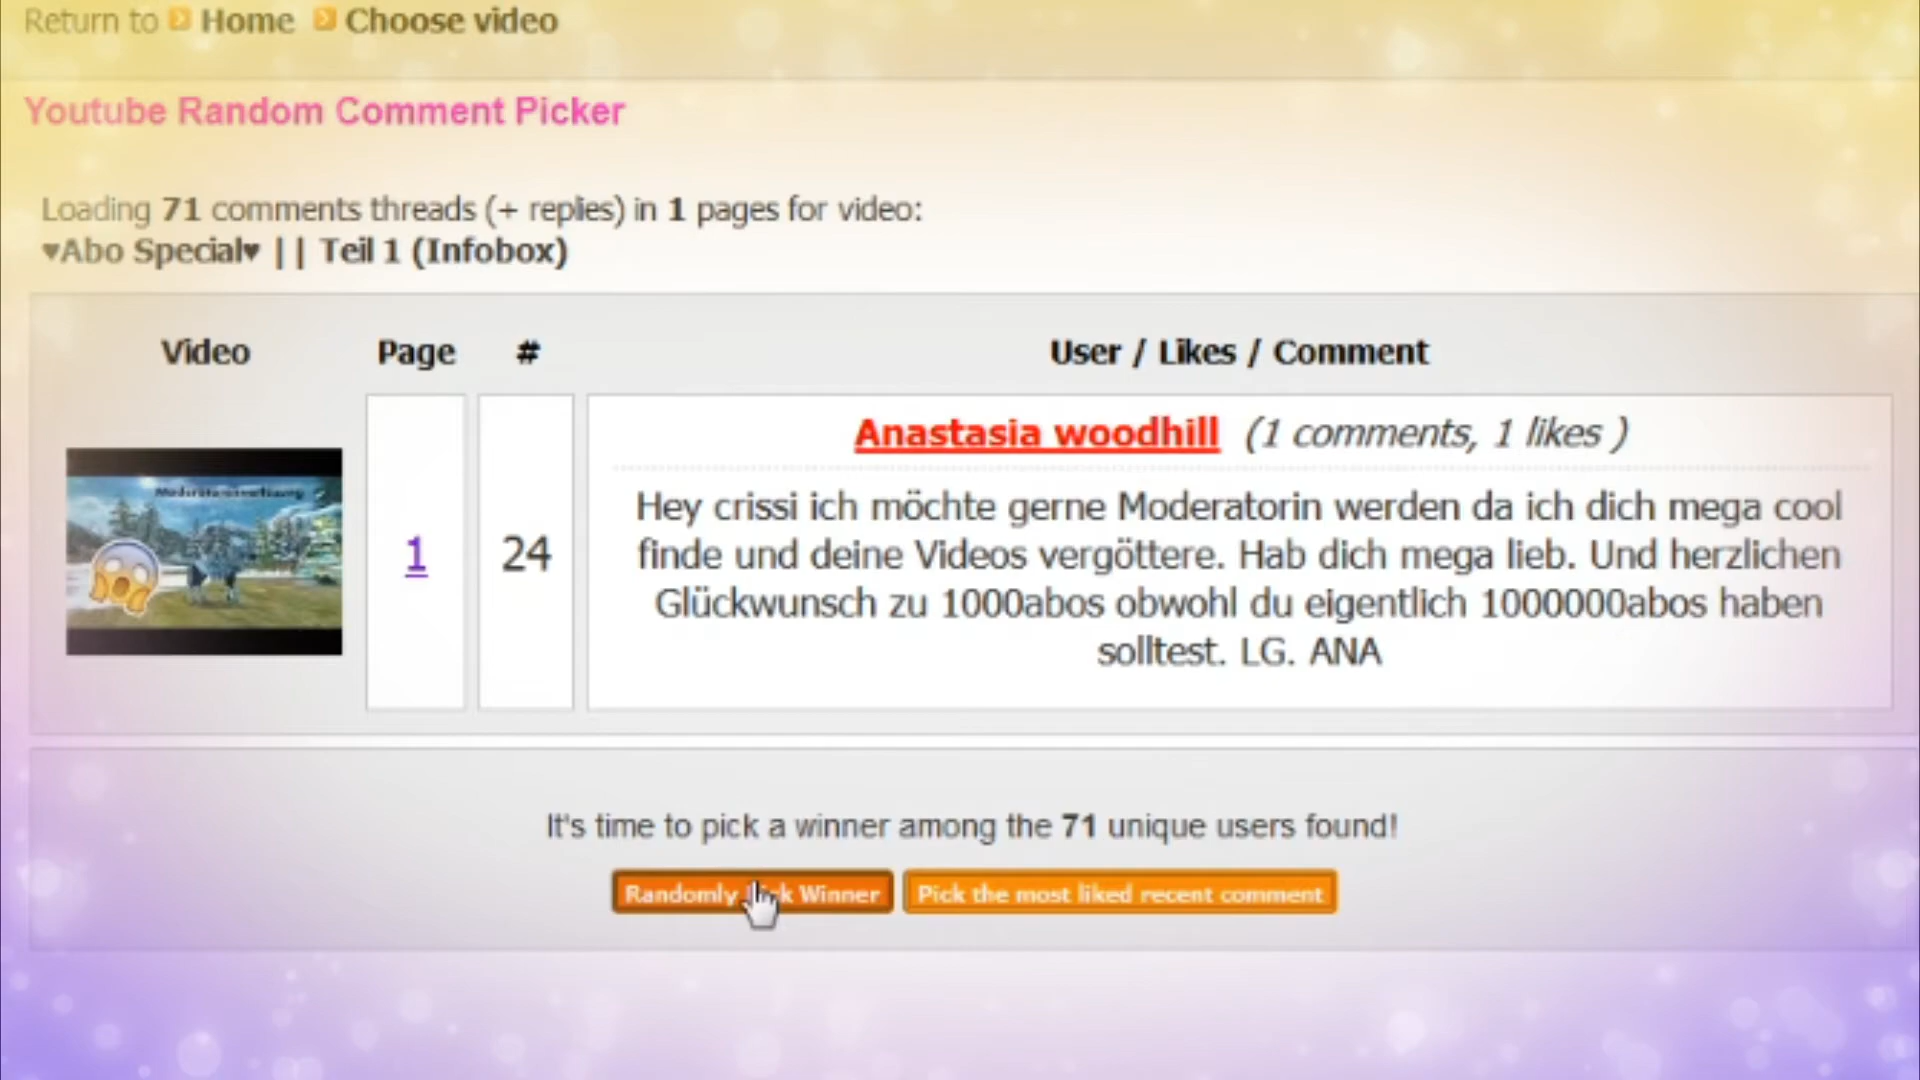 Return to Home Choose video
Youtube Random Comment Picker
Loading 71 comments threads (+ replies) in 1 pages for video:
♥Abo Special♥ || Teil 1 (Infobox)
Video Page # User / Likes / Comment
Anastasia woodhill (1 comments, 1 likes )
Hey crissi ich möchte gerne Moderatorin werden da ich dich mega cool
finde und deine Videos vergöttere. Hab dich mega lieb. Und herzlichen
Glückwunsch zu 1000abos obwohl du eigentlich 1000000abos haben
solltest. LG. ANA
1 24
It's time to pick a winner among the 71 unique users found!
Randomly Pick Winner Pick the most liked recent comment